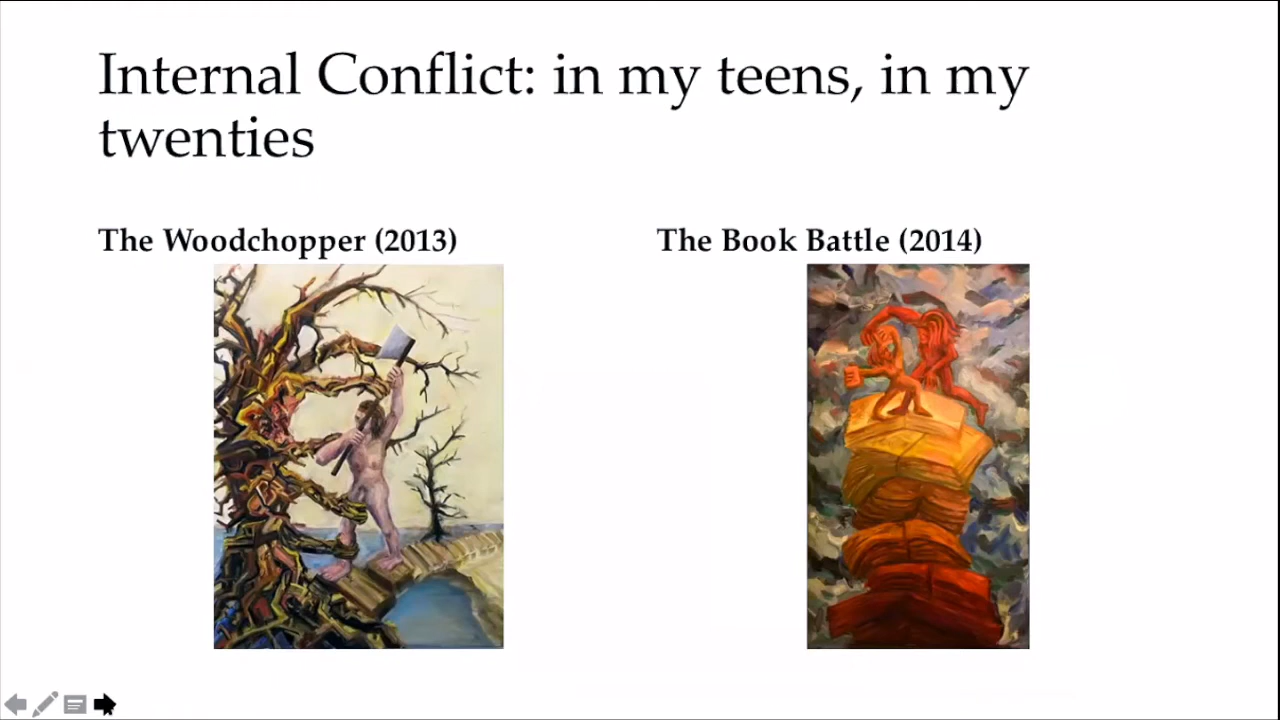 Internal Conflict: in my teens, in my
twenties
The Woodchopper (2013)
The Book Battle (2014)